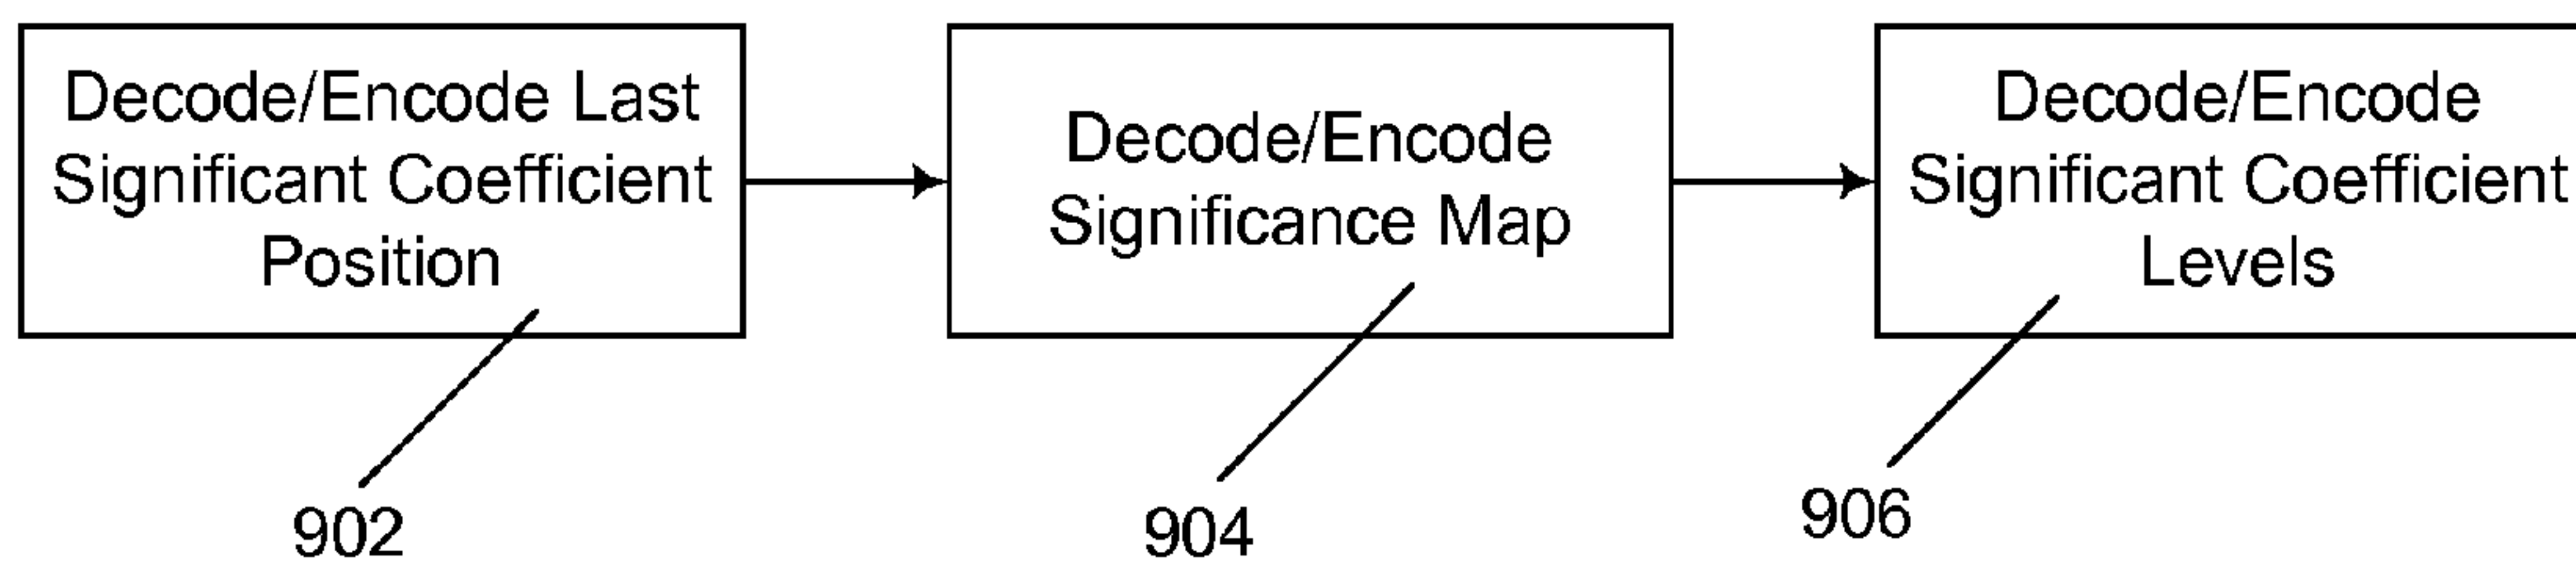 Decode/Encode Last
Significant Coefficient
Position
Decode/Encode
Significance Map
Decode/Encode
Significant Coefficient
Levels
902
904
906